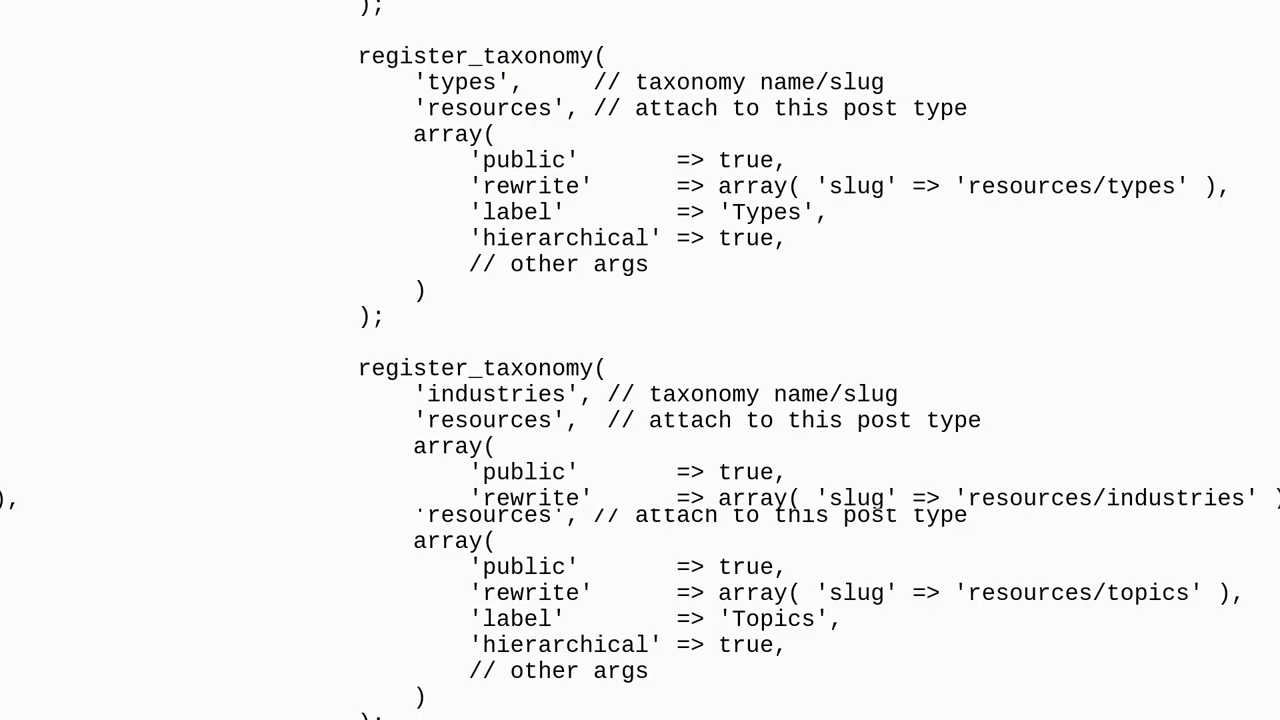 );
register_taxonomy(
    'types',     // taxonomy name/slug
    'resources', // attach to this post type
    array(
        'public'       => true,
        'rewrite'      => array( 'slug' => 'resources/types' ),
        'label'        => 'Types',
        'hierarchical' => true,
        // other args
    )
);
register_taxonomy(
    'industries', // taxonomy name/slug
    'resources',  // attach to this post type
    array(
        'public'       => true,
),        'rewrite'      => array( 'slug' => 'resources/industries' )
    'resources', // attach to this post type
    array(
        'public'       => true,
        'rewrite'      => array( 'slug' => 'resources/topics' ),
        'label'        => 'Topics',
        'hierarchical' => true,
        // other args
    )
);